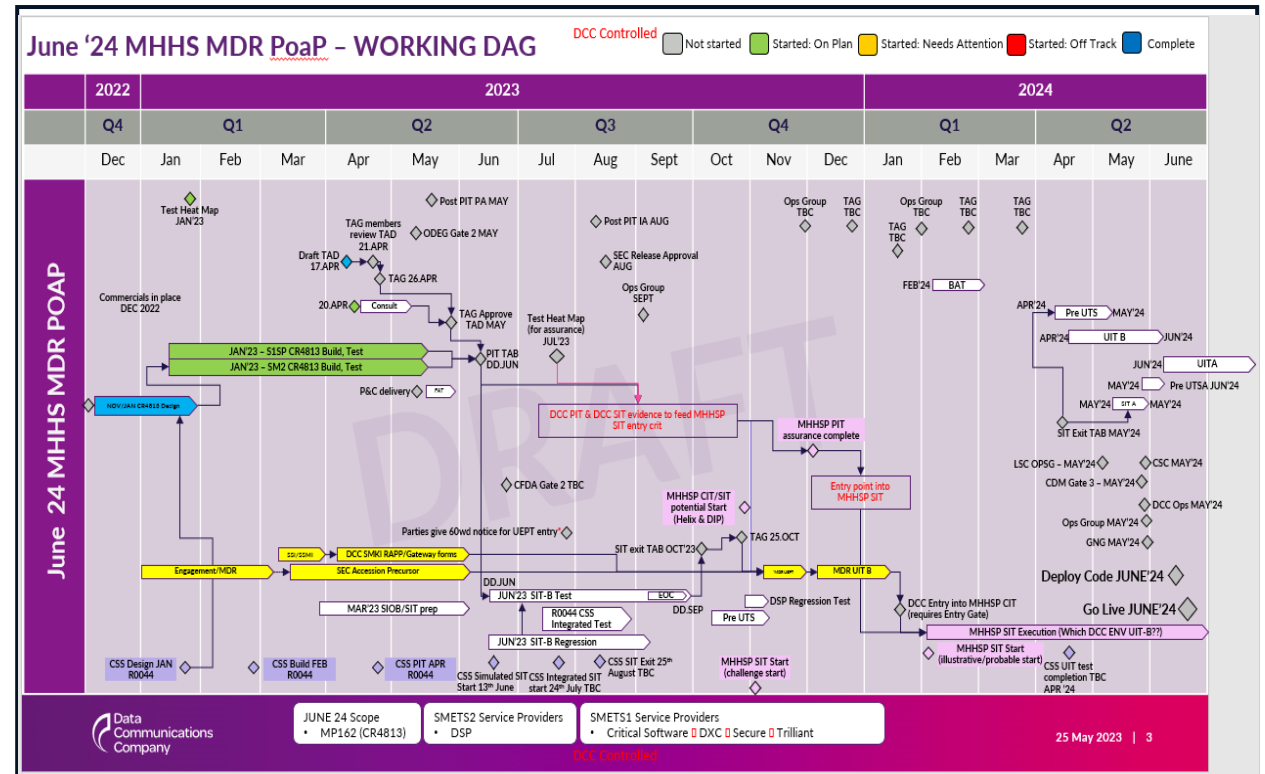 June ‘24 MHHS MDR PoaP – WORKING DAG
DCC Controlled
Not started
Started: On Plan
Started: Needs Attention
Started: Off Track
Complete
2022
2023
2024
Q4
Q1
Q2
Q3
Q4
Q1
Q2
Dec
Jan
Feb
Mar
Apr
May
Jun
Jul
Aug
Sept
Oct
Nov
Dec
Jan
Feb
Mar
Apr
May
June
June 24 MHHS MDR POAP
DRAFT
Test Heat Map
JAN’23
Post PIT PA MAY
TAG members
review TAD
21.APR
ODEG Gate 2 MAY
Draft TAD
17.APR
TAG 26.APR
Post PIT IA AUG
SEC Release Approval
AUG
Ops Group
SEPT
Ops Group
TBC
TAG
TBC
TAG
TBC
Ops Group
TBC
TAG
TBC
TAG
TBC
FEB’24
BAT
Commercials in place
DEC 2022
20.APR
Consult
TAG Approve
TAD MAY
Test Heat Map
(for assurance)
JUL’23
APR’24
Pre UTS
MAY’24
APR’24
UIT B
JUN’24
JAN’23 – S1SP CR4813 Build, Test
JAN’23 – SM2 CR4813 Build, Test
PIT TAB
DD.JUN
JUN’24
UITA
P&C delivery
FAT
MAY’24
Pre UTSA JUN’24
NOV/JAN CR4813 Design
DCC PIT & DCC SIT evidence to feed MHHSP
SIT entry crit
MAY’24
SIT A
MAY’24
SIT Exit TAB MAY’24
MHHSP PIT
assurance complete
LSC OPSG – MAY’24
CSC MAY’24
CFDA Gate 2 TBC
Entry point into
MHHSP SIT
CDM Gate 3 – MAY’24
MHHSP CIT/SIT
potential Start
(Helix & DIP)
DCC Ops MAY’24
Parties give 60wd notice for UEPT entry*
Ops Group MAY’24
SIT exit TAB OCT’23
TAG 25.OCT
GNG MAY’24
SSI/SSMI
DCC SMKI RAPP/Gateway forms
Engagement/MDR
SEC Accession Precursor
MDR UEPT
MDR UIT B
Deploy Code JUNE’24
DD.JUN
JUN’23 SIT-B Test
EOC
DD.SEP
DSP Regression Test
DCC Entry into MHHSP CIT
(requires Entry Gate)
Go Live JUNE’24
MAR’23 SIOB/SIT prep
R0044 CSS
Integrated Test
Pre UTS
MHHSP SIT Execution (Which DCC ENV UIT-B??)
JUN’23 SIT-B Regression
MHHSP SIT Start
(illustrative/probable start)
CSS Design JAN
R0044
CSS Build FEB
R0044
CSS PIT APR
R0044
CSS Simulated SIT
Start 13th June
CSS Integrated SIT
start 24th July TBC
CSS SIT Exit 25th
August TBC
MHHSP SIT Start
(challenge start)
CSS UIT test
completion TBC
APR ’24
Data
Communications
Company
JUNE 24 Scope
• MP162 (CR4813)
SMETS2 Service Providers
• DSP
SMETS1 Service Providers
• Critical Software ▯ DXC ▯ Secure ▯ Trilliant
DCC Controlled
25 May 2023 | 3